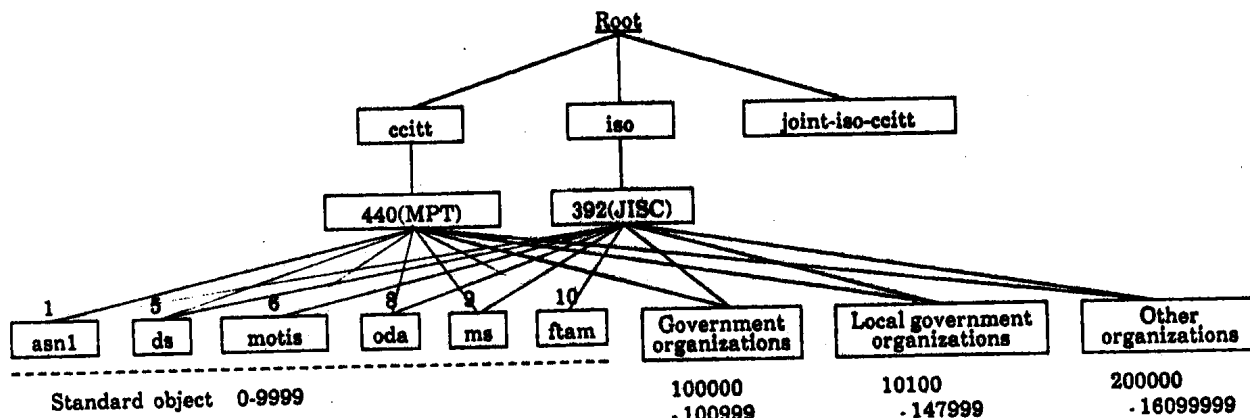 Root
ccitt
iso
joint-iso-ccitt
440(MPT)
392(JISC)
1
5
6
8
9
10
asn1
ds
motis
oda
ms
ftam
Government
organizations
Local government
organizations
Other
organizations
Standard object 0-9999
100000
- 100999
10100
- 147999
200000
- 16099999